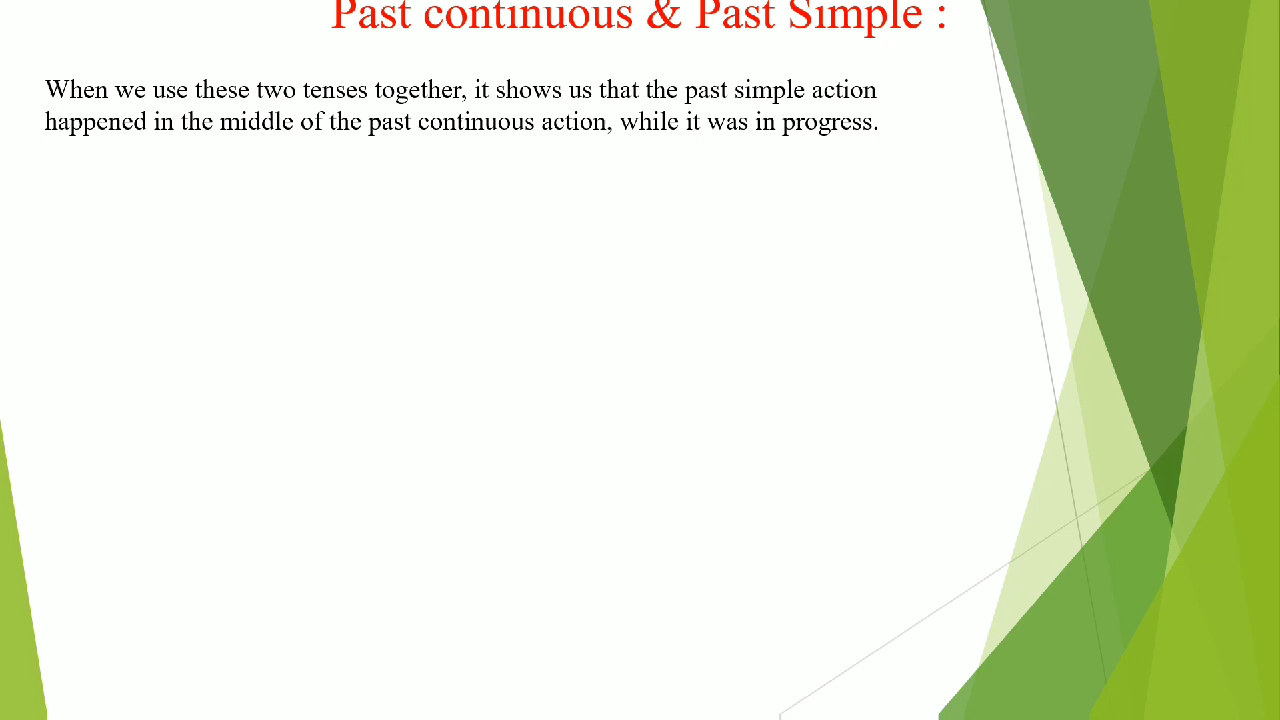 Past continuous & Past Simple :
When we use these two tenses together, it shows us that the past simple action
happened in the middle of the past continuous action, while it was in progress.